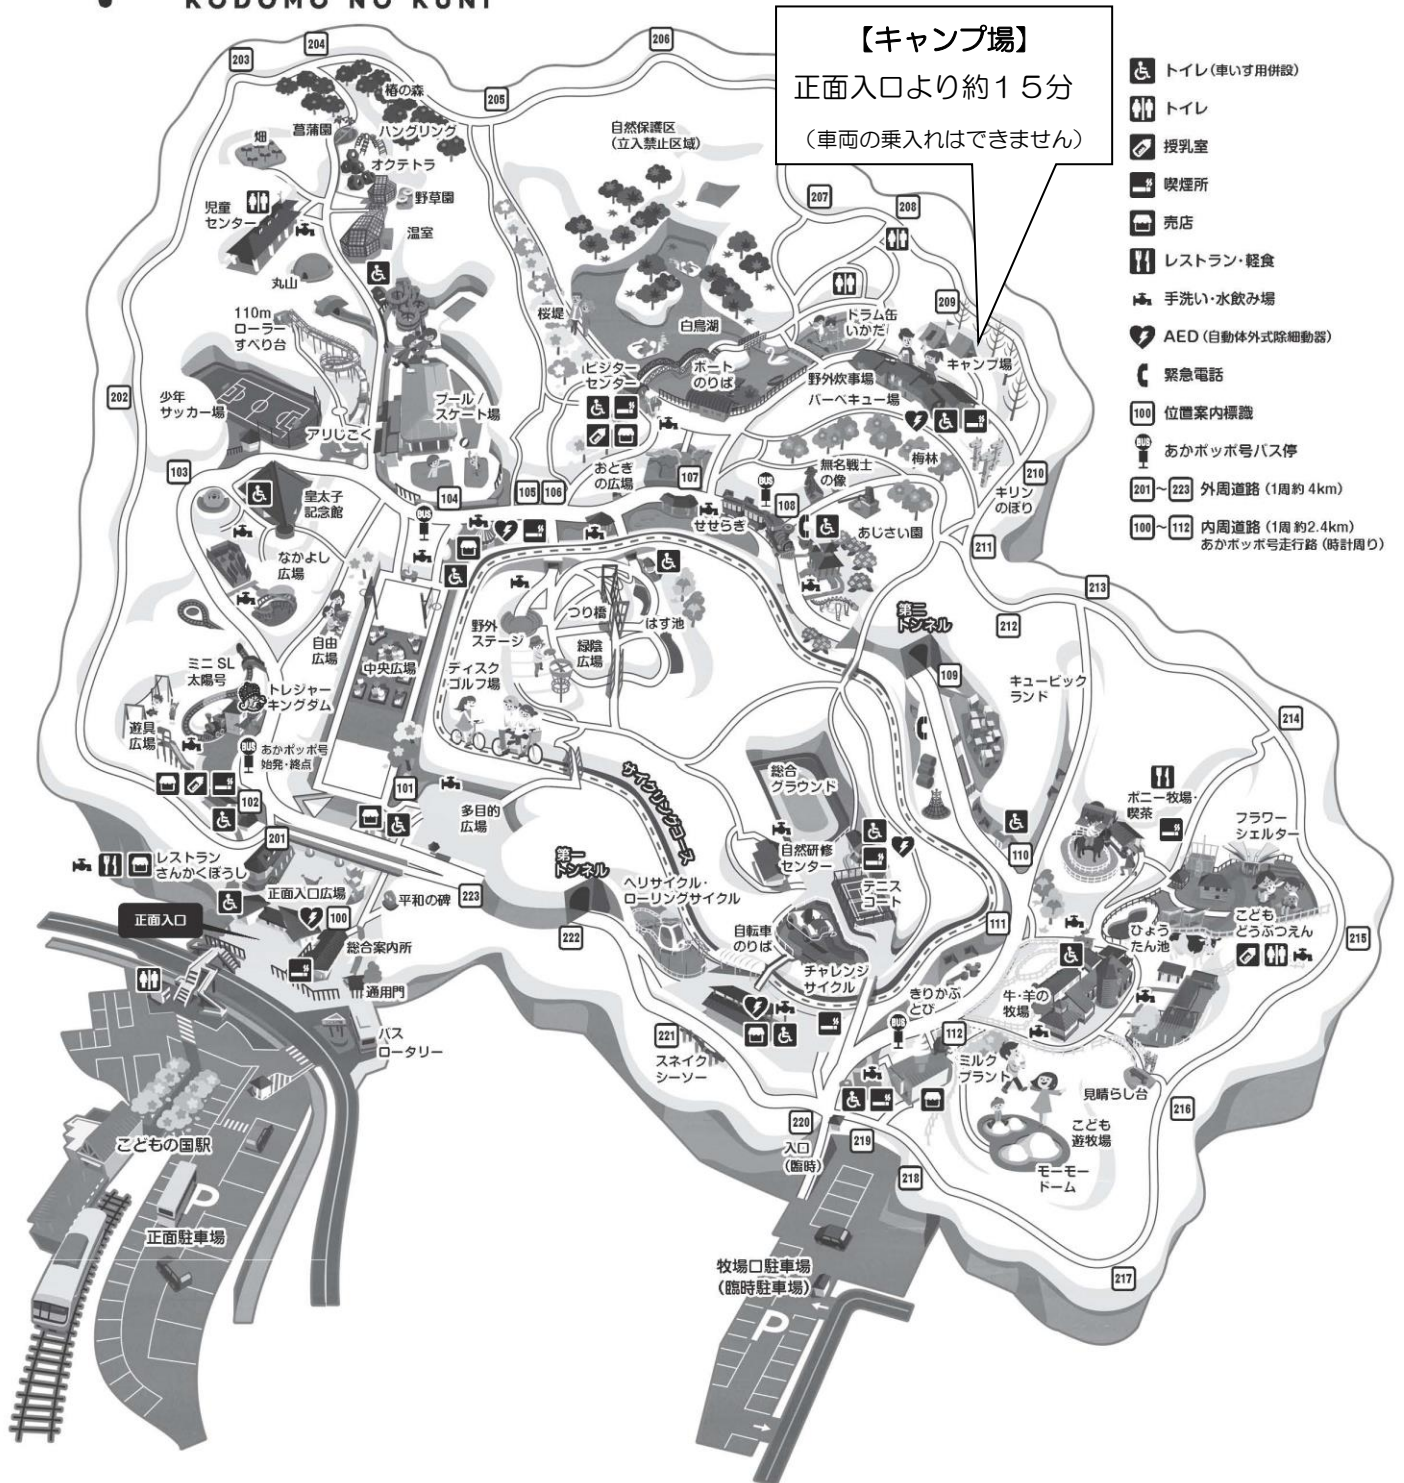 KODOMO NO KUNI
【キャンプ場】
正面入口より約15分
（車両の乗入れはできません）
トイレ（車いす用併設）
トイレ
授乳室
喫煙所
売店
レストラン・軽食
手洗い・水飲み場
AED（自動体外式除細動器）
緊急電話
100 位置案内標識
BUS あかポッポ号バス停
201～223 外周道路（1周約4km）
100～112 内周道路（1周約2.4km）
あかポッポ号走行路（時計周り）
203
204
205
206
207
208
209
椿の森
菖蒲園
ハングリング
畑
オクテトラ
野草園
児童
センター
温室
丸山
自然保護区
（立入禁止区域）
110m
ローラー
すべり台
桜堤
白鳥湖
ドラム缶
いかだ
キャンプ場
ビジター
センター
ボート
のりば
野外炊事場
バーベキュー場
202
少年
サッカー場
アリじごく
プール／
スケート場
103
104
105
106
おとぎ
の広場
107
BUS
108
無名戦士
の像
梅林
キリン
のぼり
210
皇太子
記念館
BUS
せせらぎ
あじさい園
211
なかよし
広場
213
212
自由
広場
中央広場
野外
ステージ
つり橋
はす池
緑陰
広場
ディスク
ゴルフ場
第二
トンネル
109
キュービック
ランド
ミニSL
太陽号
トレジャー
キングダム
遊具
広場
BUS
あかポッポ号
始発・終点
102
101
201
多目的
広場
サイクリングコース
総合
グラウンド
214
ポニー牧場・
喫茶
フラワー
シェルター
110
自然研修
センター
テニス
コート
レストラン
さんかくぼうし
正面入口広場
平和の碑
223
第一
トンネル
ヘリサイクル・
ローリングサイクル
正面入口
100
総合案内所
222
自転車
のりば
チャレンジ
サイクル
111
ひょう
たん池
こども
どうぶつえん
215
通用門
きりかぶ
とび
牛・羊の
牧場
バス
ロータリー
221
スネイク
シーソー
BUS
112
ミルク
プラント
見晴らし台
216
こどもの国駅
220
入口
（臨時）
219
218
こども
遊牧場
モーモー
ドーム
P
正面駐車場
217
牧場口駐車場
（臨時駐車場）
P